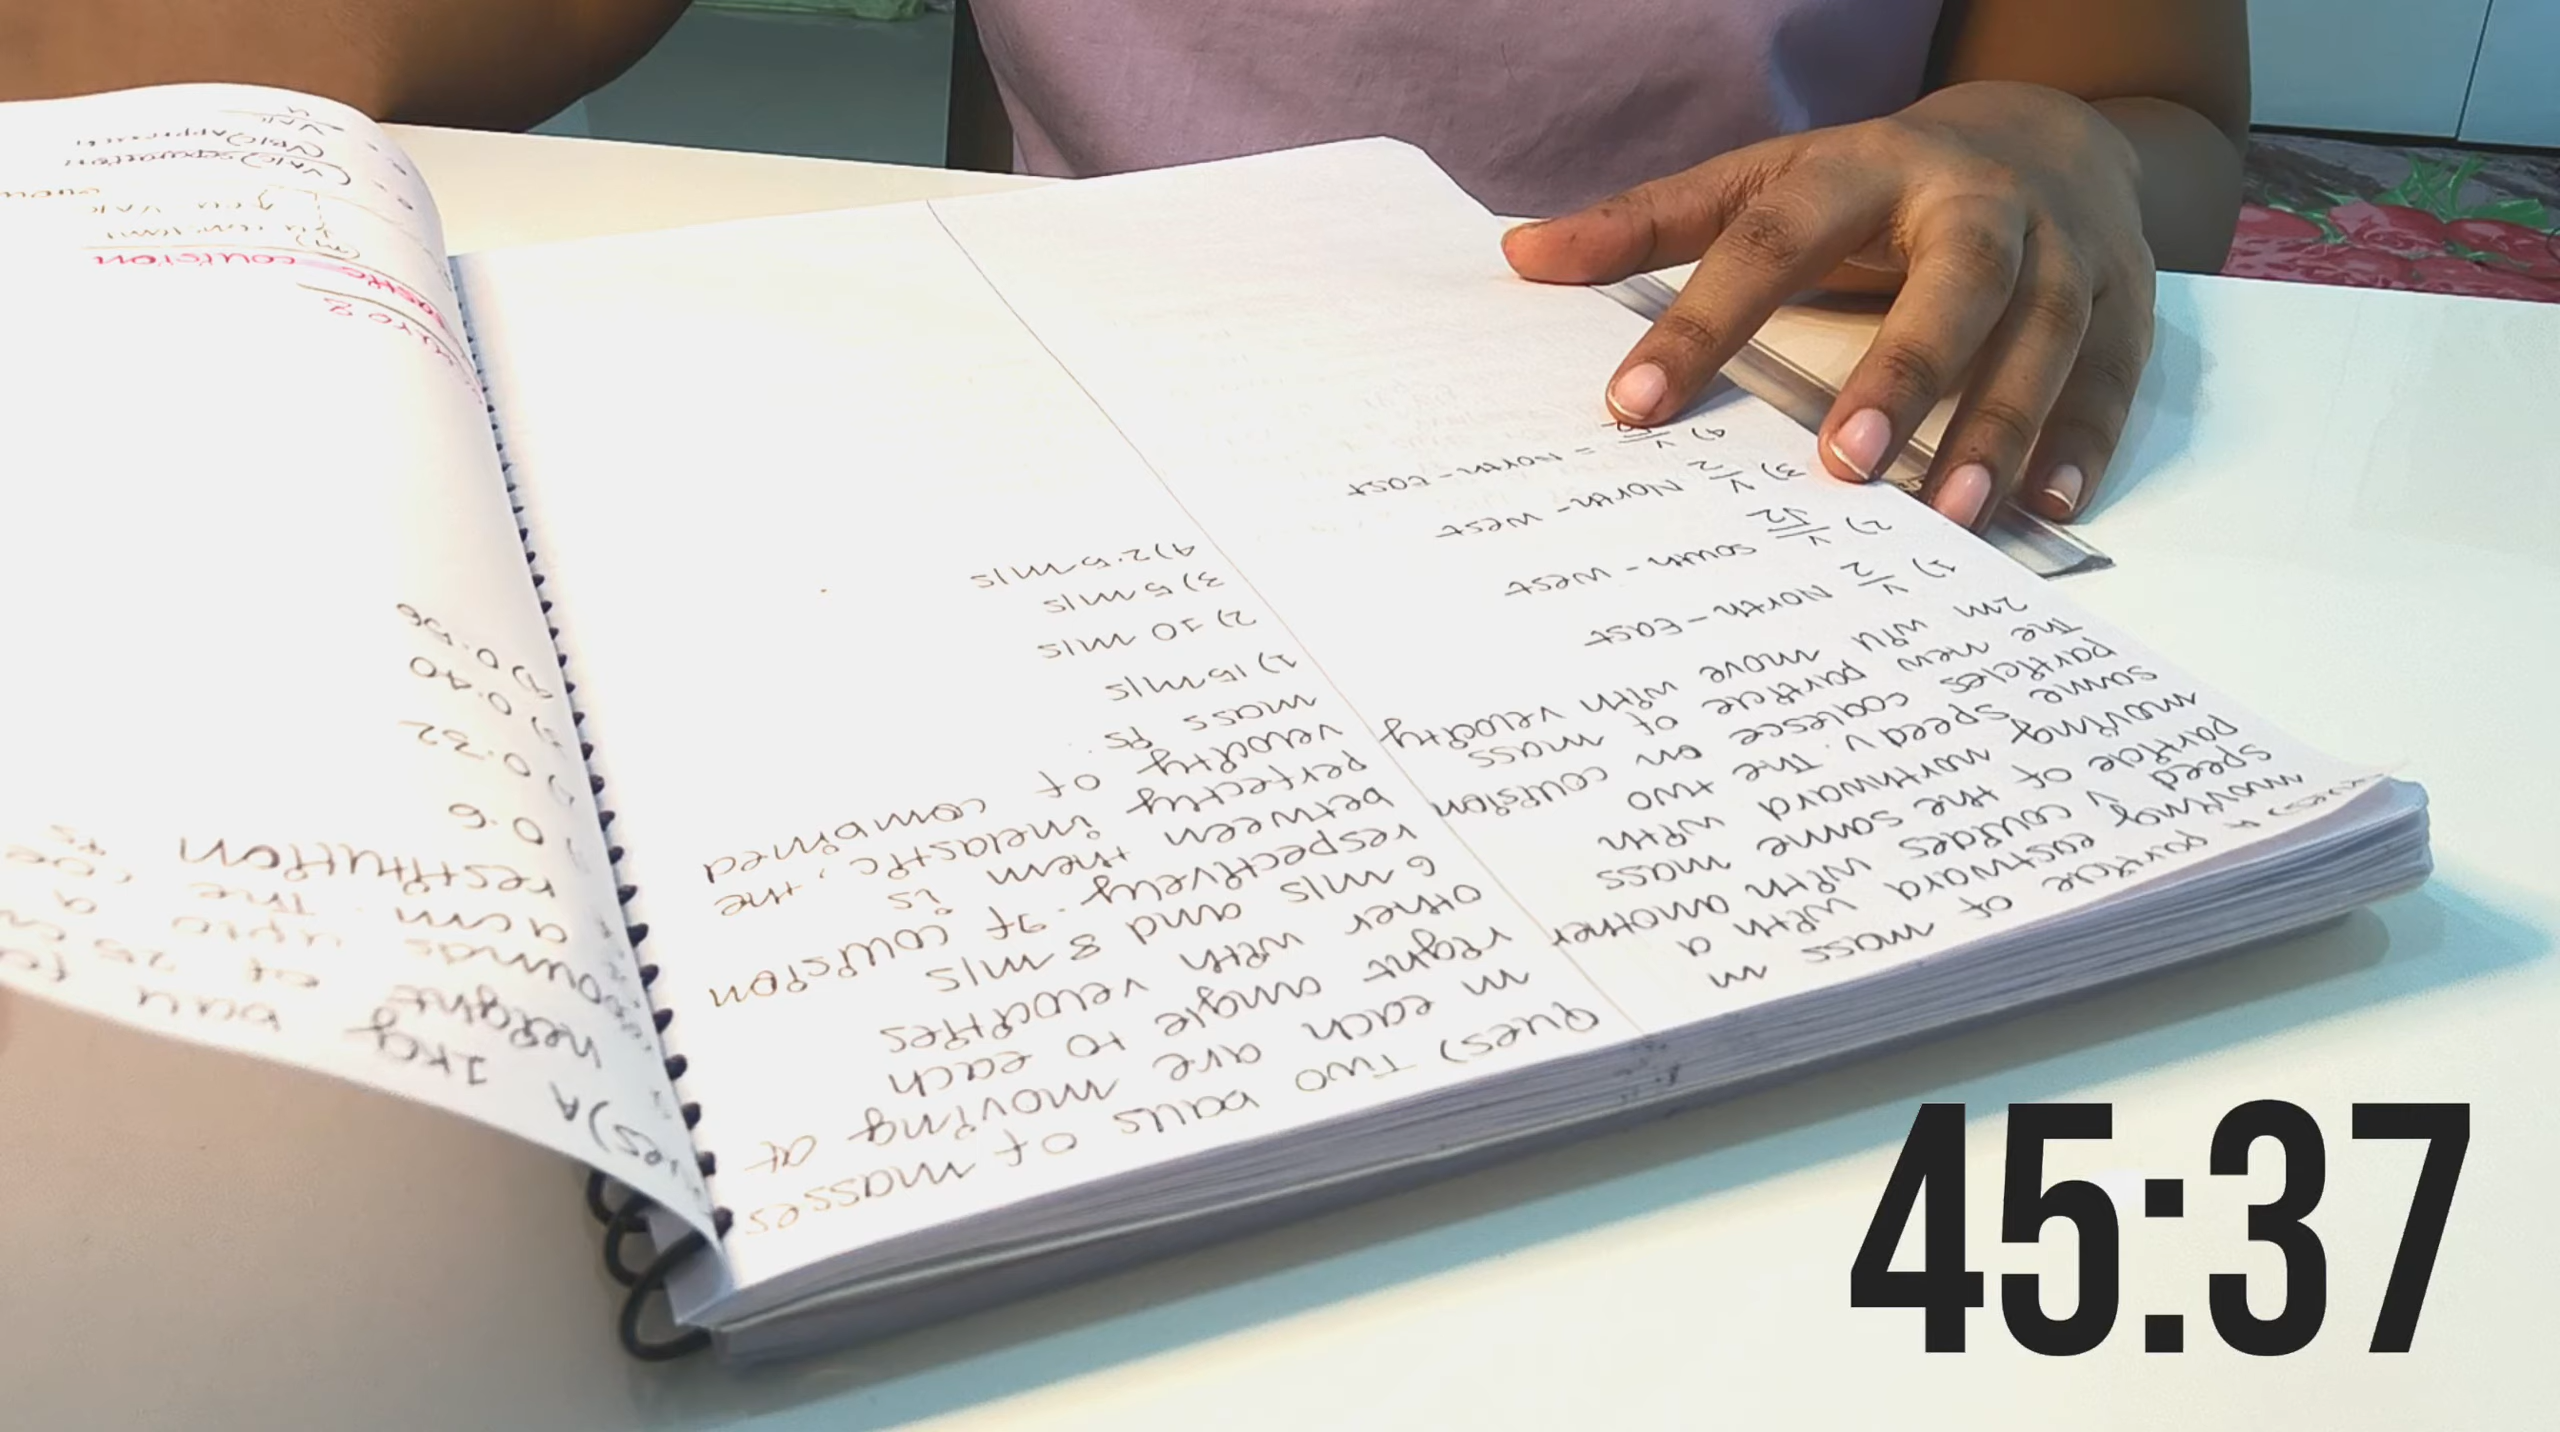 Ques) A particle of mass m
moving eastward with a
speed v collides with another
particle of the same mass
moving northward with
same speed v. The two
particles coalesce on collision
The new particle of mass
2m will move with velocity
1) v/2 North-East
2) v/√2 south-west
3) v/2 North-west
4) = North-East
Ques) Two balls of masses
m each are moving at
right angle to each
other with velocities
6 m/s and 8 m/s
respectively. If collision
between them is
perfectly inelastic, the
velocity of combined
mass is.
1) 15 m/s
2) 10 m/s
3) 5 m/s
4) 2.5 m/s
A 1kg ball
height
of 25 cm
The
restitution
0.6
0.32
0.40
0.56
collision
separation
45:37